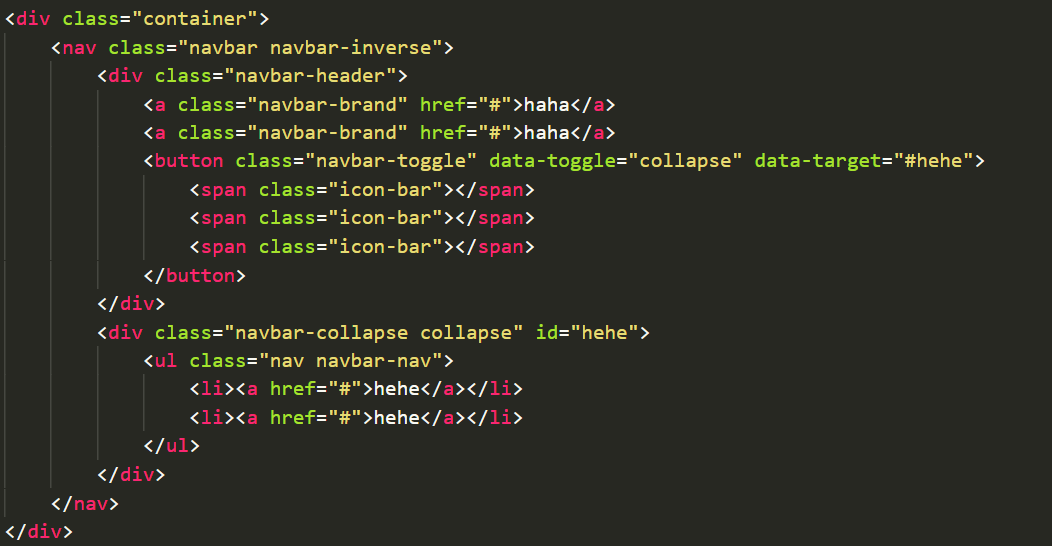 <div class="container">
    <nav class="navbar navbar-inverse">
        <div class="navbar-header">
            <a class="navbar-brand" href="#">haha</a>
            <a class="navbar-brand" href="#">haha</a>
            <button class="navbar-toggle" data-toggle="collapse" data-target="#hehe">
                <span class="icon-bar"></span>
                <span class="icon-bar"></span>
                <span class="icon-bar"></span>
            </button>
        </div>
        <div class="navbar-collapse collapse" id="hehe">
            <ul class="nav navbar-nav">
                <li><a href="#">hehe</a></li>
                <li><a href="#">hehe</a></li>
            </ul>
        </div>
    </nav>
</div>